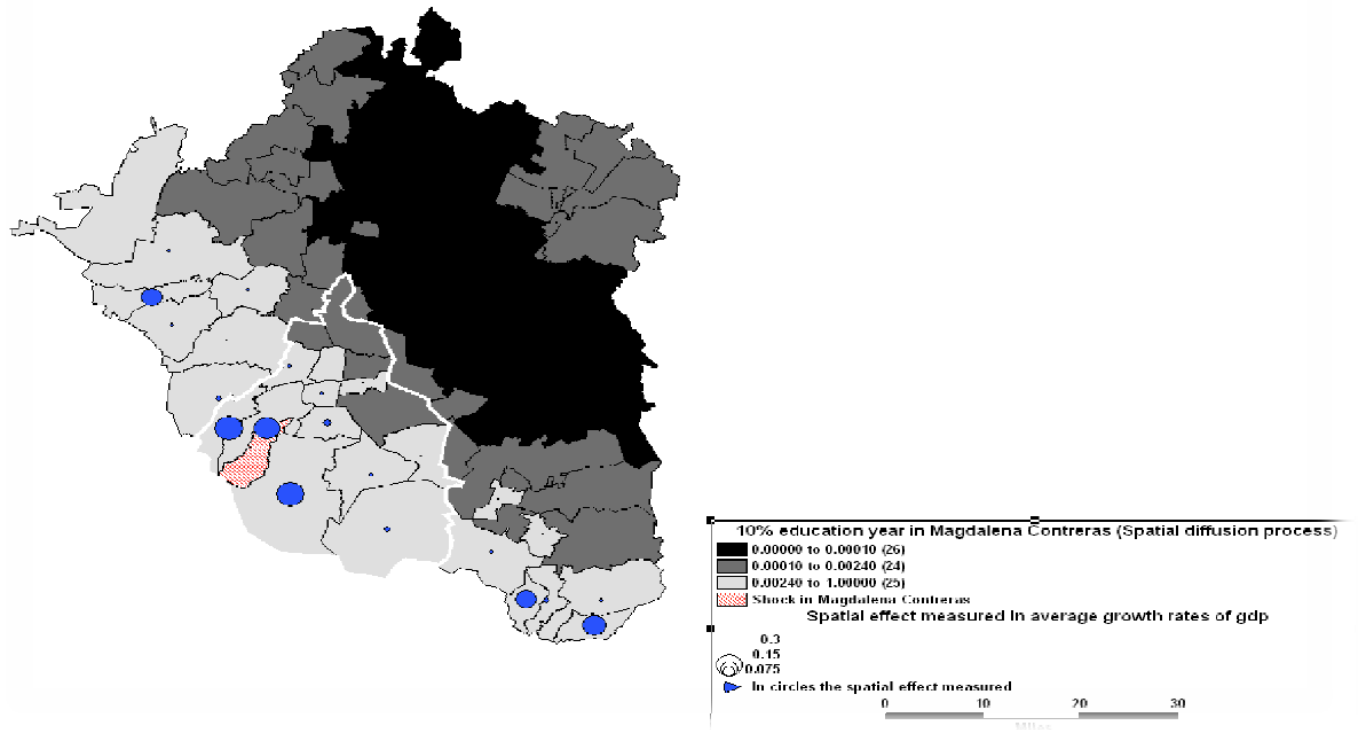 10% education year in Magdalena Contreras (Spatial diffusion process)
0.00000 to 0.00010 (26)
0.00010 to 0.00240 (24)
0.00240 to 1.00000 (25)
Shock in Magdalena Contreras
Spatial effect measured in average growth rates of gdp
0.3
0.15
0.075
In circles the spatial effect measured
0 10 20 30
Miles